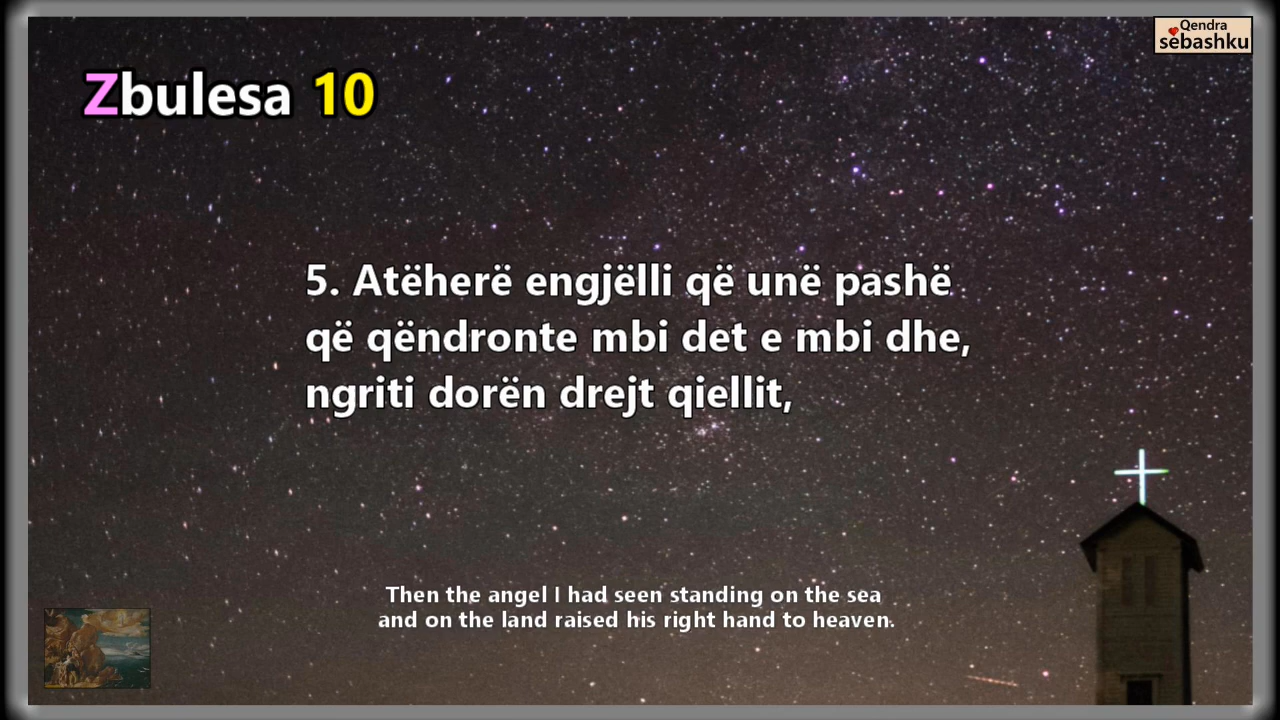 Qendra
sëbashku
Zbulesa 10
5. Atëherë engjëlli që unë pashë
që qëndronte mbi det e mbi dhe,
ngriti dorën drejt qiellit,
Then the angel I had seen standing on the sea
and on the land raised his right hand to heaven.